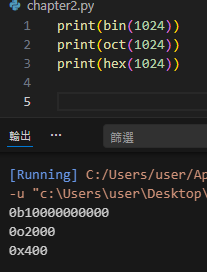 chapter2.py
1 print(bin(1024))
2 print(oct(1024))
3 print(hex(1024))
4
5
輸出 ··· 篩選
[Running] C:/Users/user/Ap
-u "c:\Users\user\Desktop\
0b10000000000
0o2000
0x400